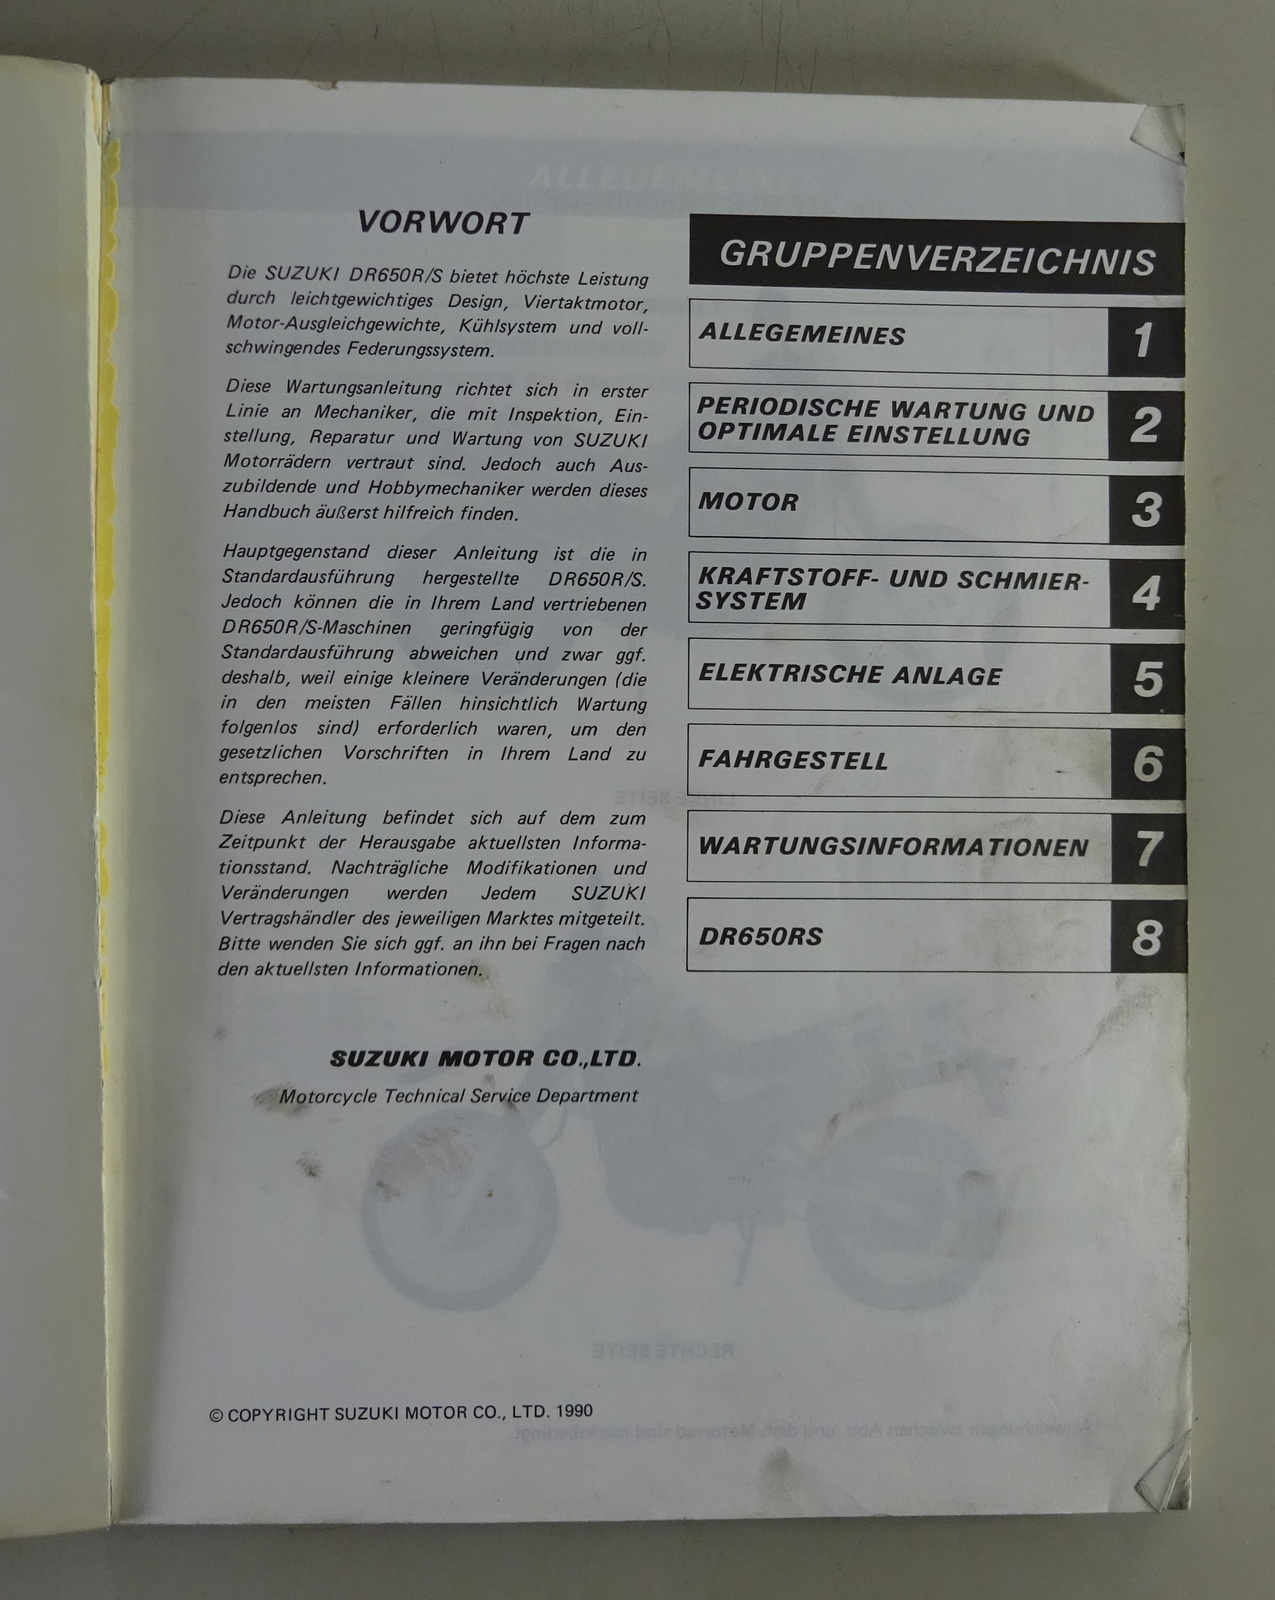 VORWORT
Die SUZUKI DR650R/S bietet höchste Leistung
durch leichtgewichtiges Design, Viertaktmotor,
Motor-Ausgleichgewichte, Kühlsystem und voll-
schwingendes Federungssystem.
Diese Wartungsanleitung richtet sich in erster
Linie an Mechaniker, die mit Inspektion, Ein-
stellung, Reparatur und Wartung von SUZUKI
Motorrädern vertraut sind. Jedoch auch Aus-
zubildende und Hobbymechaniker werden dieses
Handbuch äußerst hilfreich finden.
Hauptgegenstand dieser Anleitung ist die in
Standardausführung hergestellte DR650R/S.
Jedoch können die in Ihrem Land vertriebenen
DR650R/S-Maschinen geringfügig von der
Standardausführung abweichen und zwar ggf.
deshalb, weil einige kleinere Veränderungen (die
in den meisten Fällen hinsichtlich Wartung
folgenlos sind) erforderlich waren, um den
gesetzlichen Vorschriften in Ihrem Land zu
entsprechen.
Diese Anleitung befindet sich auf dem zum
Zeitpunkt der Herausgabe aktuellsten Informa-
tionsstand. Nachträgliche Modifikationen und
Veränderungen werden Jedem SUZUKI
Vertragshändler des jeweiligen Marktes mitgeteilt.
Bitte wenden Sie sich ggf. an ihn bei Fragen nach
den aktuellsten Informationen.
SUZUKI MOTOR CO.,LTD.
Motorcycle Technical Service Department
© COPYRIGHT SUZUKI MOTOR CO., LTD. 1990
GRUPPENVERZEICHNIS
ALLEGEMEINES 1
PERIODISCHE WARTUNG UND
OPTIMALE EINSTELLUNG 2
MOTOR 3
KRAFTSTOFF- UND SCHMIER-
SYSTEM 4
ELEKTRISCHE ANLAGE 5
FAHRGESTELL 6
WARTUNGSINFORMATIONEN 7
DR650RS 8
LINKE SEITE
RECHTE SEITE